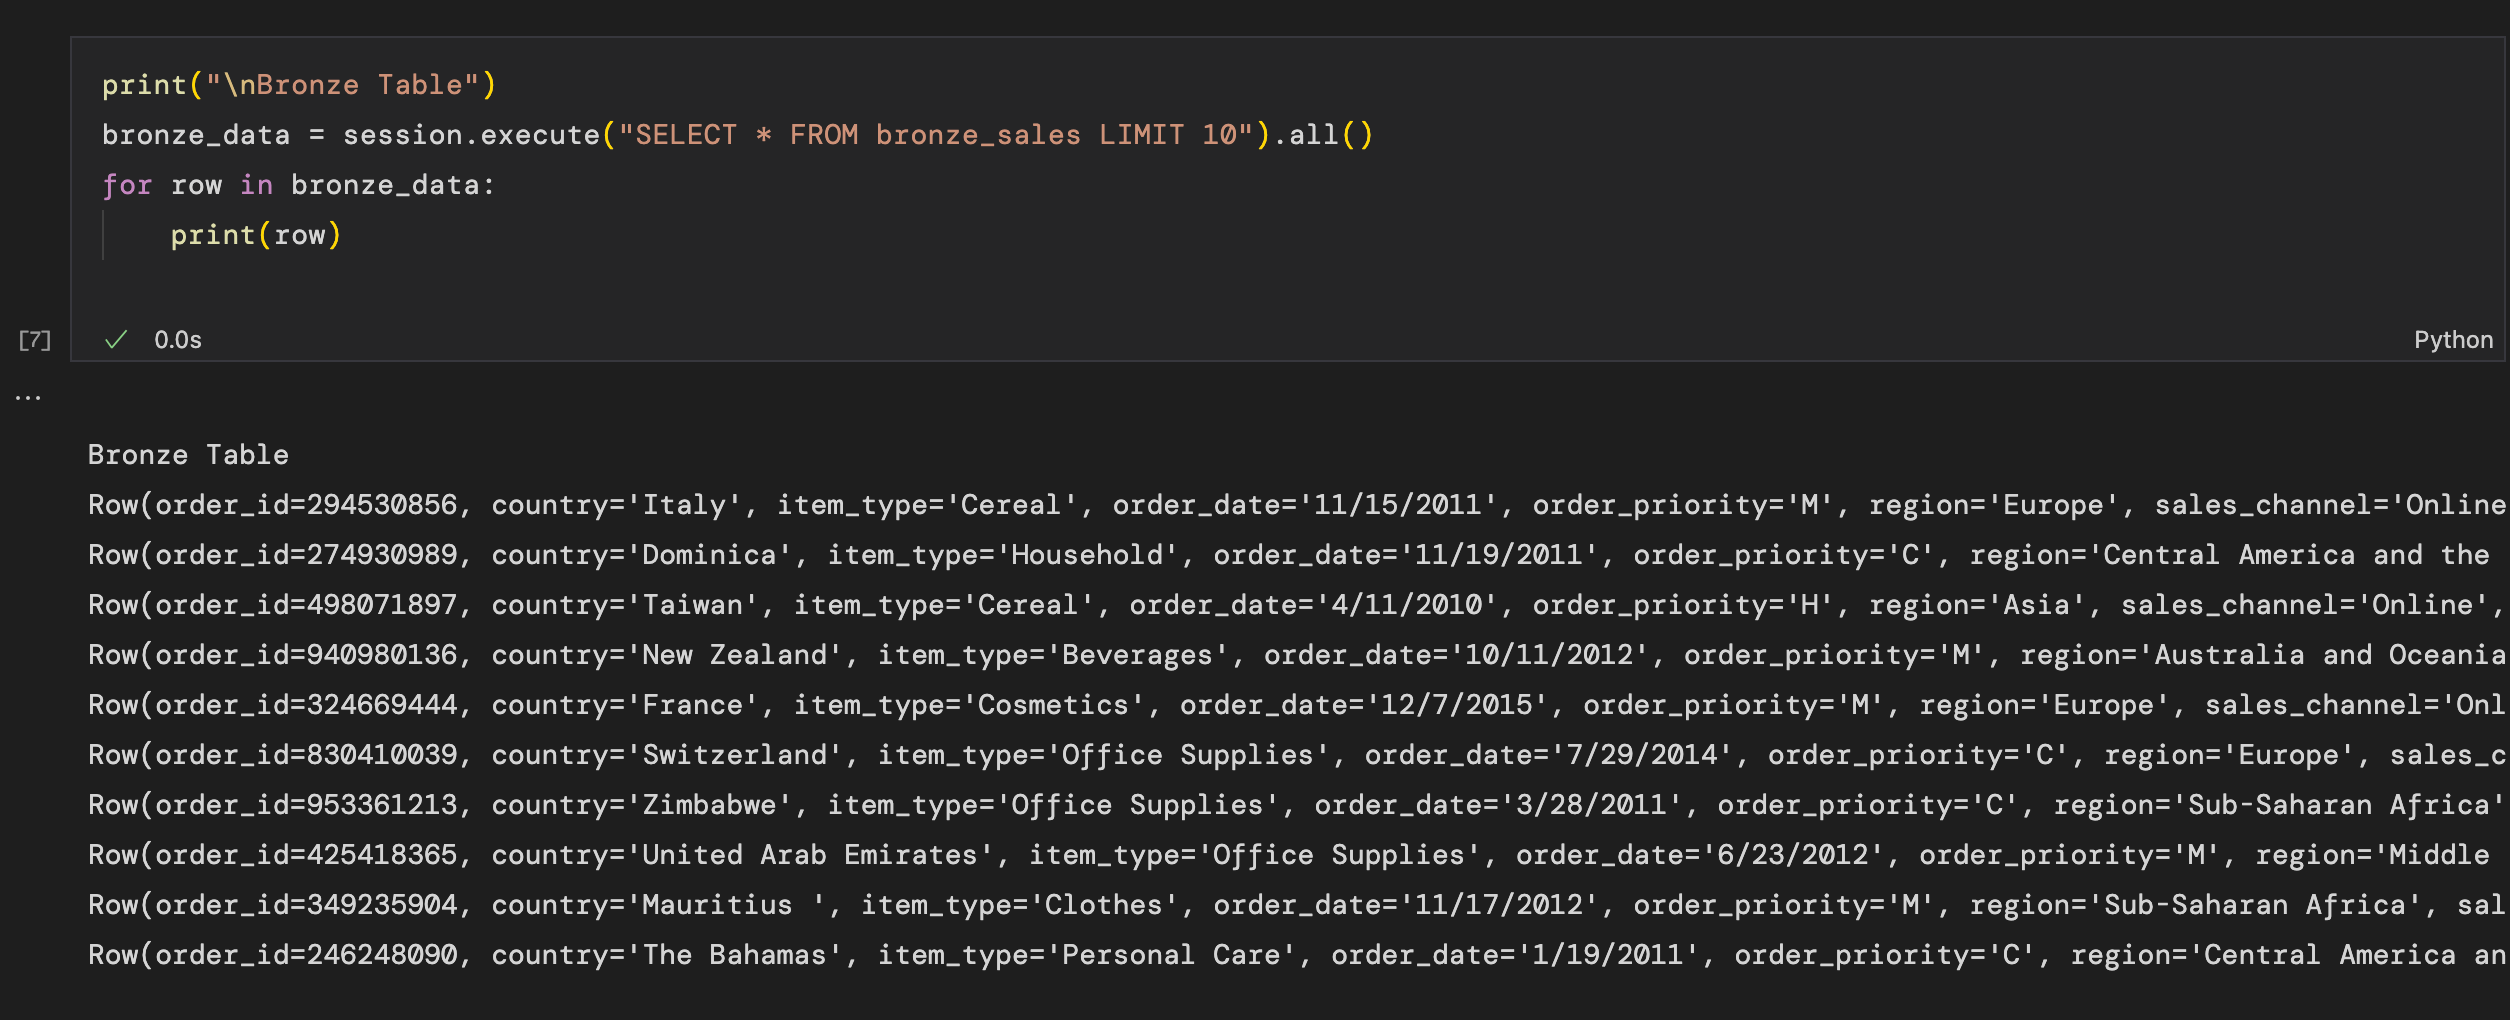 print("\nBronze Table")
bronze_data = session.execute("SELECT * FROM bronze_sales LIMIT 10").all()
for row in bronze_data:
    print(row)
[7]
0.0s
Python
...
Bronze Table
Row(order_id=294530856, country='Italy', item_type='Cereal', order_date='11/15/2011', order_priority='M', region='Europe', sales_channel='Online
Row(order_id=274930989, country='Dominica', item_type='Household', order_date='11/19/2011', order_priority='C', region='Central America and the
Row(order_id=498071897, country='Taiwan', item_type='Cereal', order_date='4/11/2010', order_priority='H', region='Asia', sales_channel='Online',
Row(order_id=940980136, country='New Zealand', item_type='Beverages', order_date='10/11/2012', order_priority='M', region='Australia and Oceania
Row(order_id=324669444, country='France', item_type='Cosmetics', order_date='12/7/2015', order_priority='M', region='Europe', sales_channel='Onl
Row(order_id=830410039, country='Switzerland', item_type='Office Supplies', order_date='7/29/2014', order_priority='C', region='Europe', sales_c
Row(order_id=953361213, country='Zimbabwe', item_type='Office Supplies', order_date='3/28/2011', order_priority='C', region='Sub-Saharan Africa'
Row(order_id=425418365, country='United Arab Emirates', item_type='Office Supplies', order_date='6/23/2012', order_priority='M', region='Middle
Row(order_id=349235904, country='Mauritius ', item_type='Clothes', order_date='11/17/2012', order_priority='M', region='Sub-Saharan Africa', sal
Row(order_id=246248090, country='The Bahamas', item_type='Personal Care', order_date='1/19/2011', order_priority='C', region='Central America an